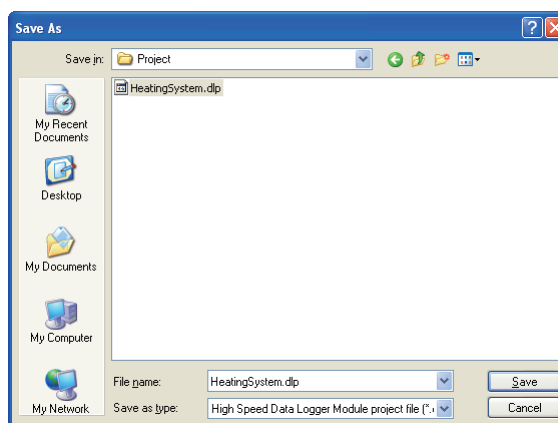 Save As
Save in:
Project
HeatingSystem.dlp
My Recent
Documents
Desktop
My Documents
My Computer
My Network
File name:
HeatingSystem.dlp
Save
Save as type:
High Speed Data Logger Module project file (*.
Cancel